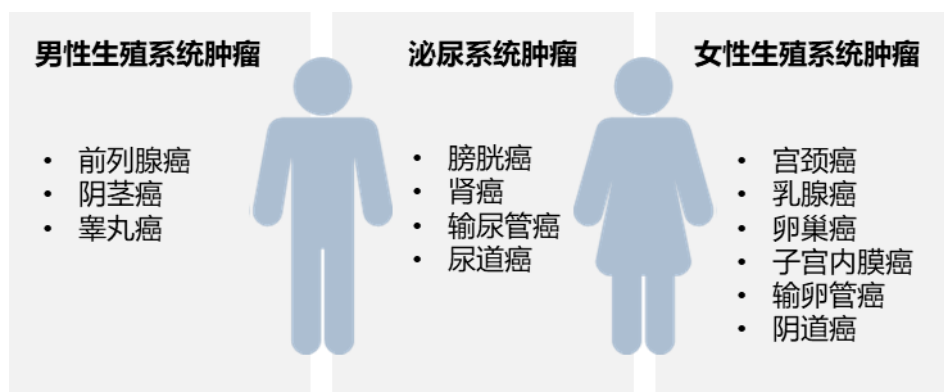 男性生殖系统肿瘤
• 前列腺癌
• 阴茎癌
• 睾丸癌
泌尿系统肿瘤
• 膀胱癌
• 肾癌
• 输尿管癌
• 尿道癌
女性生殖系统肿瘤
• 宫颈癌
• 乳腺癌
• 卵巢癌
• 子宫内膜癌
• 输卵管癌
• 阴道癌